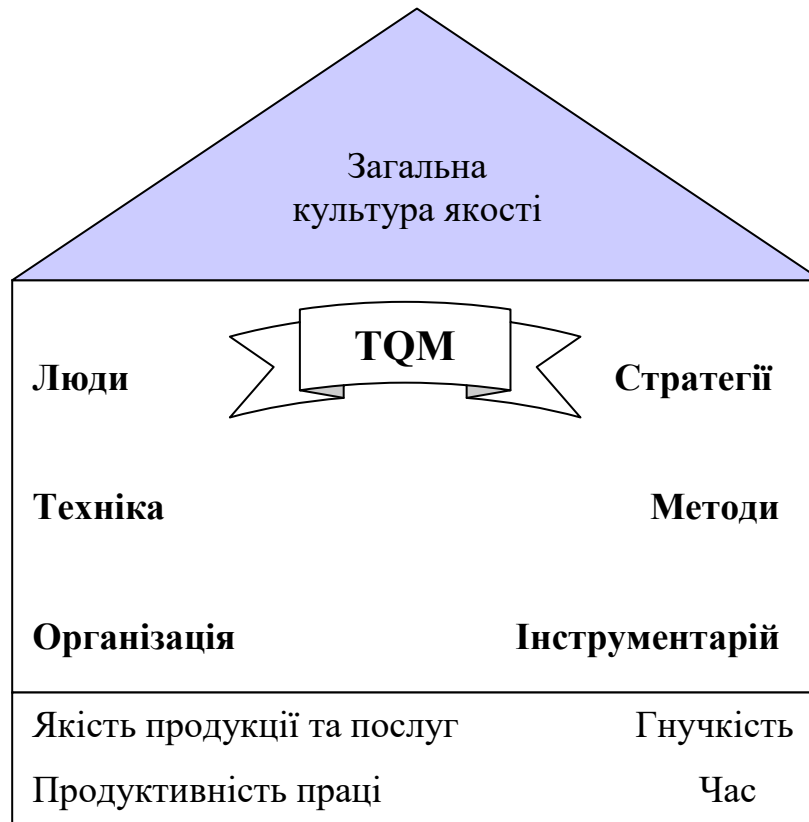 Загальна
культура якості
TQM
Люди Стратегії
Техніка Методи
Організація Інструментарій
Якість продукції та послуг Гнучкість
Продуктивність праці Час